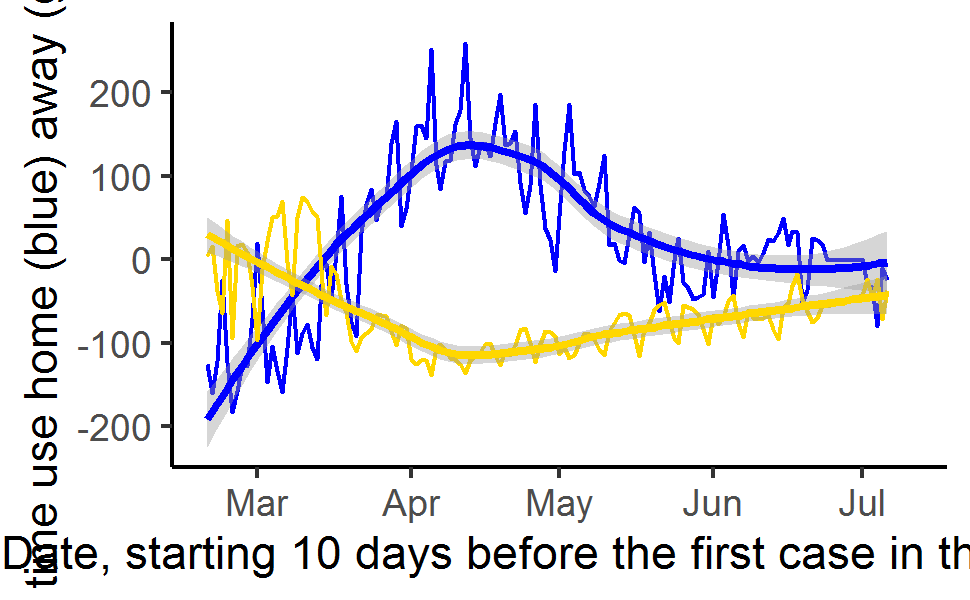 time use home (blue) away (
200
100
0
-100
-200
Mar Apr May Jun Jul
Date, starting 10 days before the first case in th